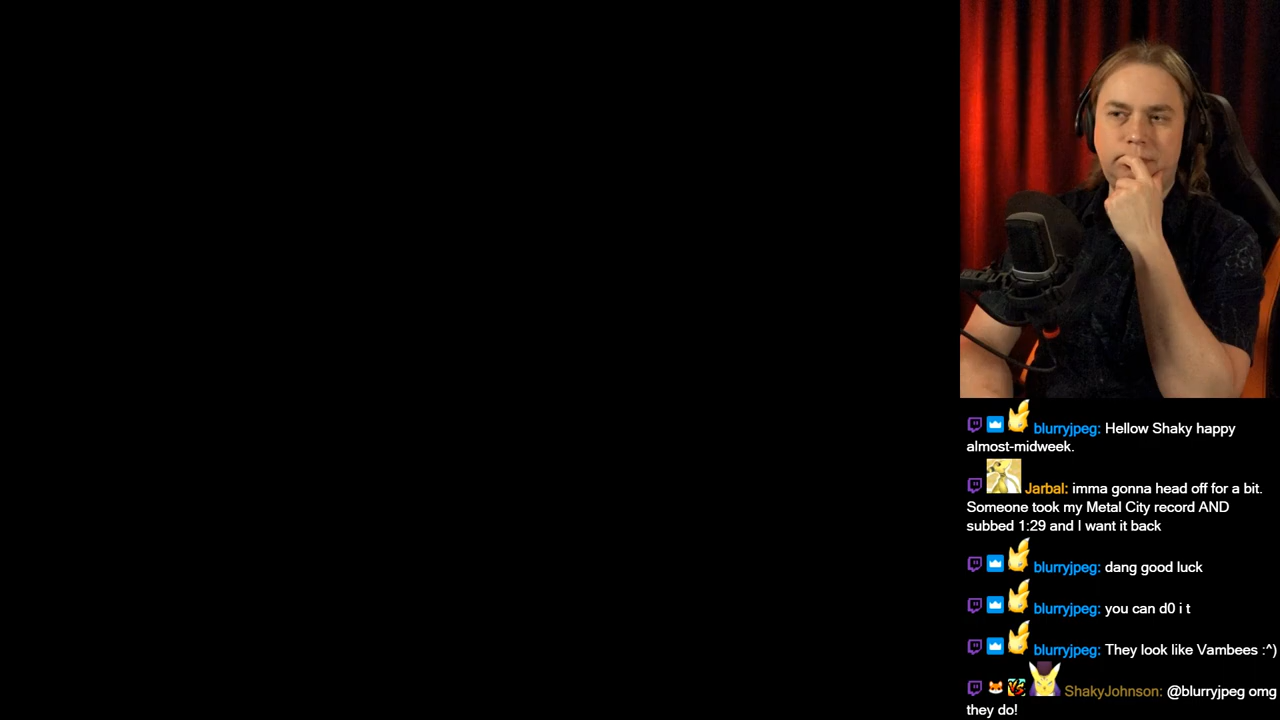 blurryjpeg: Hellow Shaky happy
almost-midweek.
Jarbal: imma gonna head off for a bit.
Someone took my Metal City record AND
subbed 1:29 and I want it back
blurryjpeg: dang good luck
blurryjpeg: you can d0 i t
blurryjpeg: They look like Vambees :^)
VS ShakyJohnson: @blurryjpeg omg
they do!